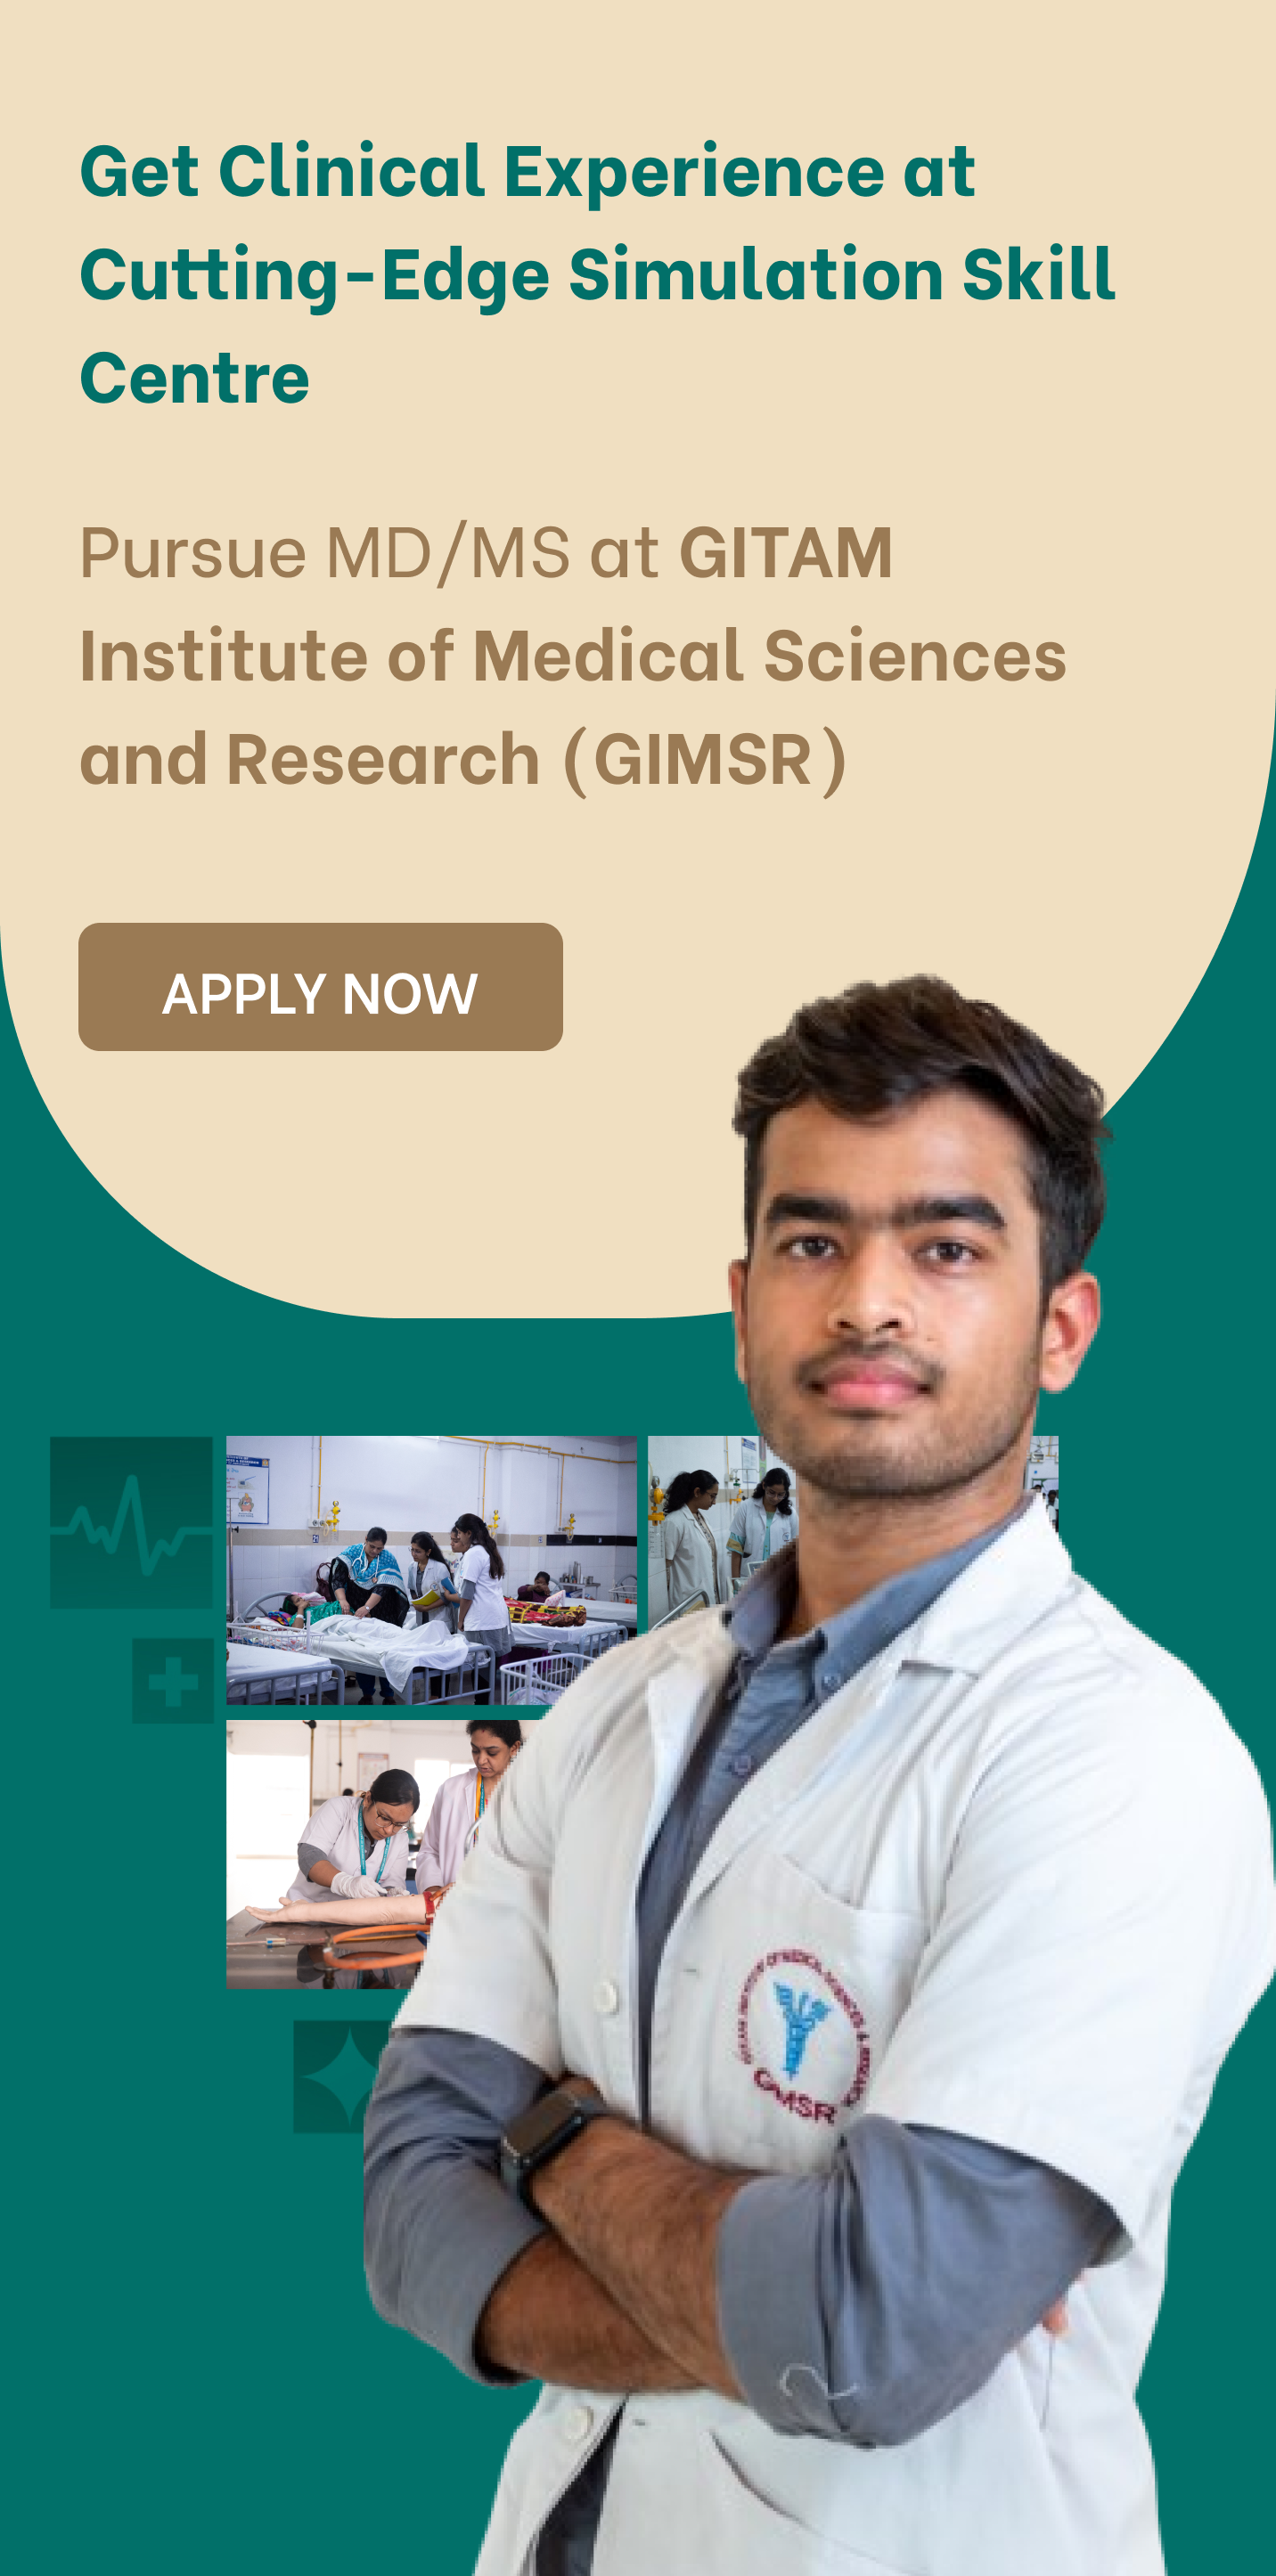 Get Clinical Experience at
Cutting-Edge Simulation Skill
Centre
Pursue MD/MS at GITAM
Institute of Medical Sciences
and Research (GIMSR)
APPLY NOW
GIMSR